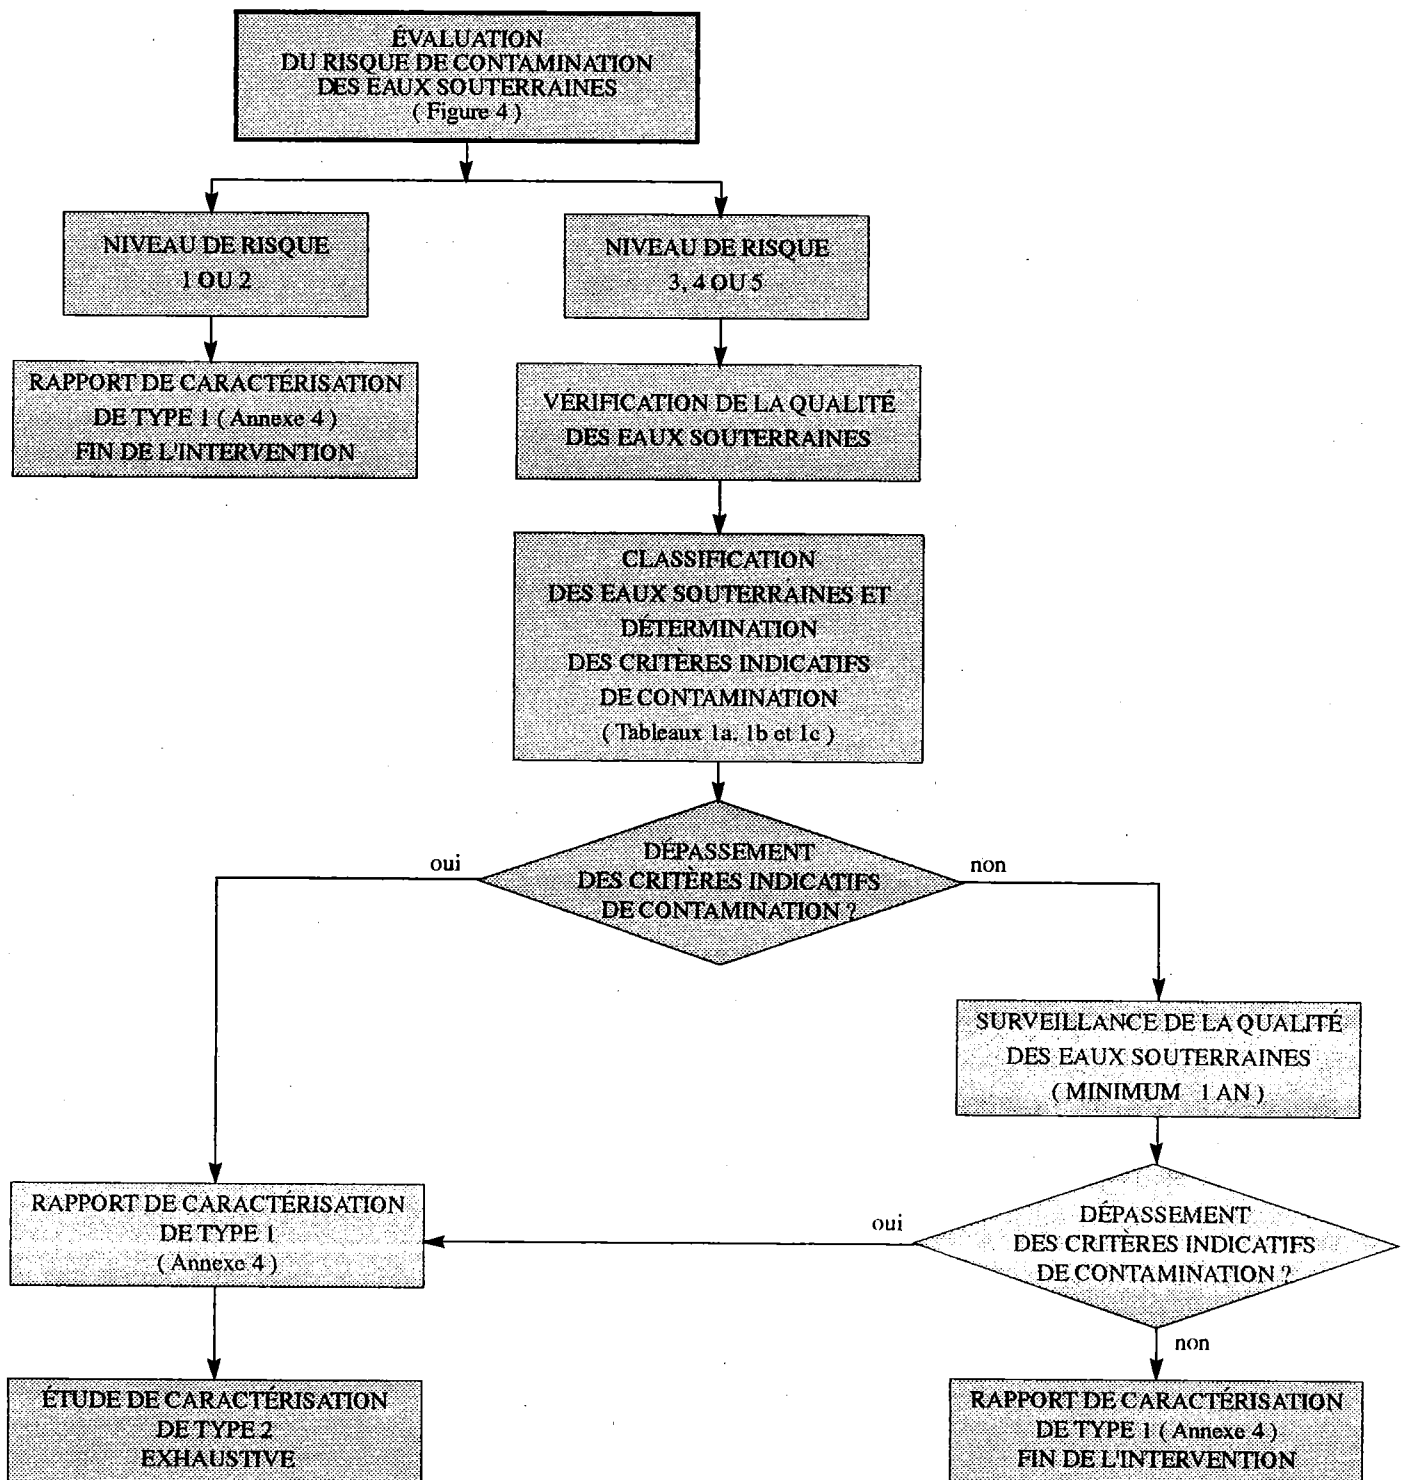 ÉVALUATION
DU RISQUE DE CONTAMINATION
DES EAUX SOUTERRAINES
( Figure 4 )
NIVEAU DE RISQUE
1 OU 2
NIVEAU DE RISQUE
3, 4 OU 5
RAPPORT DE CARACTÉRISATION
DE TYPE 1 ( Annexe 4 )
FIN DE L'INTERVENTION
VÉRIFICATION DE LA QUALITÉ
DES EAUX SOUTERRAINES
CLASSIFICATION
DES EAUX SOUTERRAINES ET
DÉTERMINATION
DES CRITÈRES INDICATIFS
DE CONTAMINATION
( Tableaux 1a, 1b et 1c )
oui
DÉPASSEMENT
DES CRITÈRES INDICATIFS
DE CONTAMINATION ?
non
SURVEILLANCE DE LA QUALITÉ
DES EAUX SOUTERRAINES
( MINIMUM 1 AN )
RAPPORT DE CARACTÉRISATION
DE TYPE 1
( Annexe 4 )
oui
DÉPASSEMENT
DES CRITÈRES INDICATIFS
DE CONTAMINATION ?
non
ÉTUDE DE CARACTÉRISATION
DE TYPE 2
EXHAUSTIVE
RAPPORT DE CARACTÉRISATION
DE TYPE 1 ( Annexe 4 )
FIN DE L'INTERVENTION